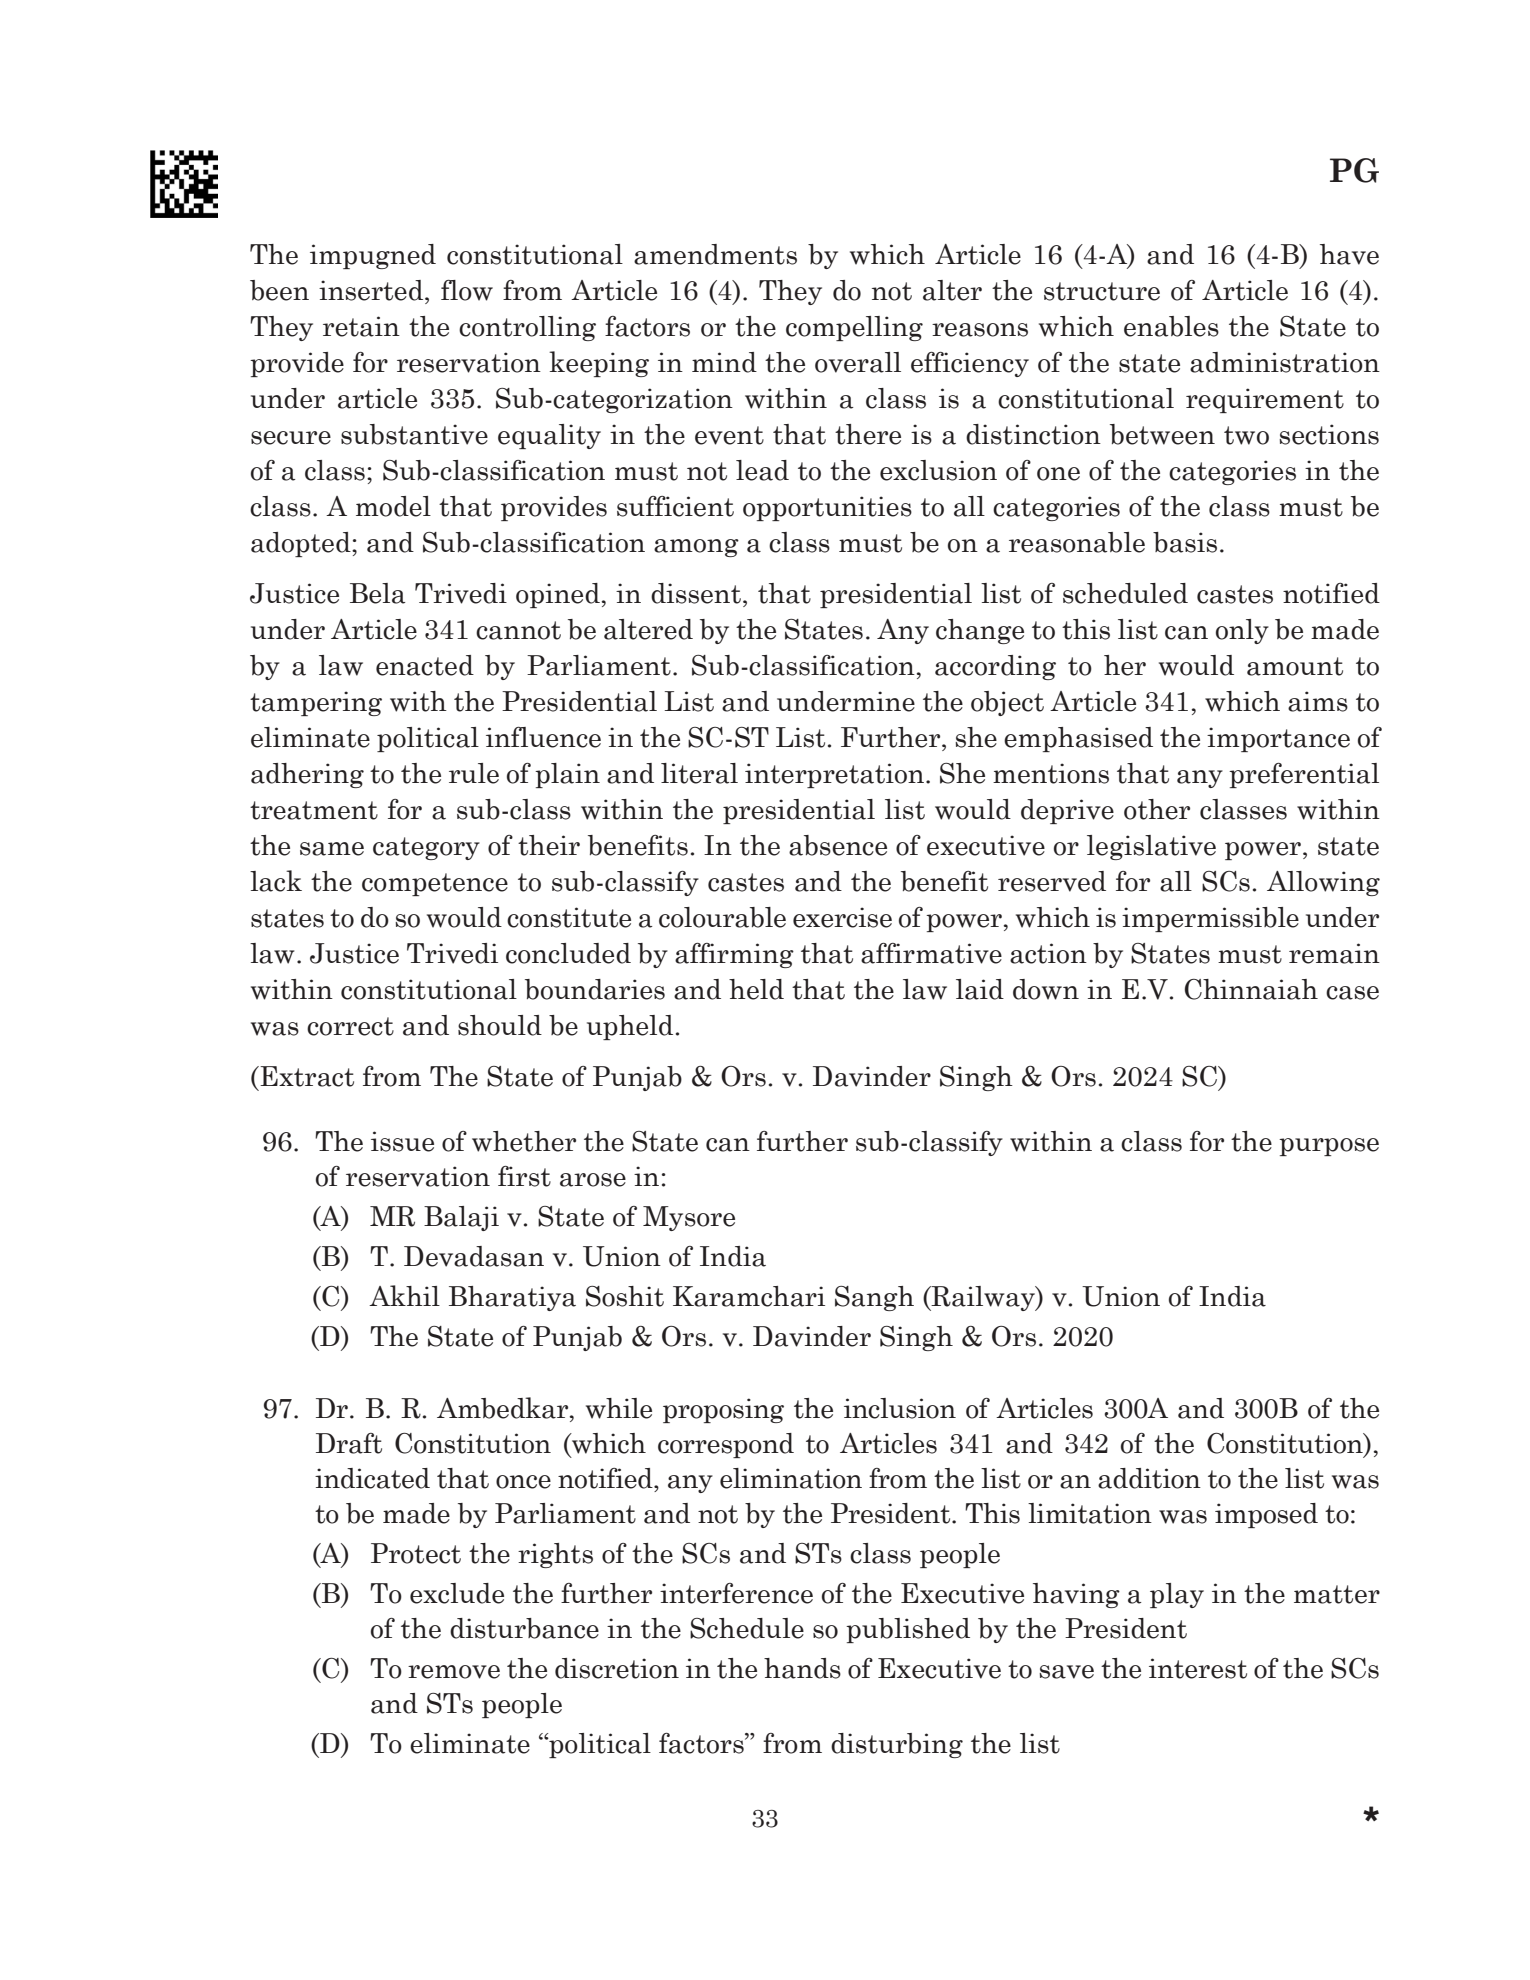 PG
The impugned constitutional amendments by which Article 16 (4-A) and 16 (4-B) have
been inserted, flow from Article 16 (4). They do not alter the structure of Article 16 (4).
They retain the controlling factors or the compelling reasons which enables the State to
provide for reservation keeping in mind the overall efficiency of the state administration
under article 335. Sub-categorization within a class is a constitutional requirement to
secure substantive equality in the event that there is a distinction between two sections
of a class; Sub-classification must not lead to the exclusion of one of the categories in the
class. A model that provides sufficient opportunities to all categories of the class must be
adopted; and Sub-classification among a class must be on a reasonable basis.
Justice Bela Trivedi opined, in dissent, that presidential list of scheduled castes notified
under Article 341 cannot be altered by the States. Any change to this list can only be made
by a law enacted by Parliament. Sub-classification, according to her would amount to
tampering with the Presidential List and undermine the object Article 341, which aims to
eliminate political influence in the SC-ST List. Further, she emphasised the importance of
adhering to the rule of plain and literal interpretation. She mentions that any preferential
treatment for a sub-class within the presidential list would deprive other classes within
the same category of their benefits. In the absence of executive or legislative power, state
lack the competence to sub-classify castes and the benefit reserved for all SCs. Allowing
states to do so would constitute a colourable exercise of power, which is impermissible under
law. Justice Trivedi concluded by affirming that affirmative action by States must remain
within constitutional boundaries and held that the law laid down in E.V. Chinnaiah case
was correct and should be upheld.
(Extract from The State of Punjab & Ors. v. Davinder Singh & Ors. 2024 SC)
96. The issue of whether the State can further sub-classify within a class for the purpose
of reservation first arose in:
(A) MR Balaji v. State of Mysore
(B) T. Devadasan v. Union of India
(C) Akhil Bharatiya Soshit Karamchari Sangh (Railway) v. Union of India
(D) The State of Punjab & Ors. v. Davinder Singh & Ors. 2020
97. Dr. B. R. Ambedkar, while proposing the inclusion of Articles 300A and 300B of the
Draft Constitution (which correspond to Articles 341 and 342 of the Constitution),
indicated that once notified, any elimination from the list or an addition to the list was
to be made by Parliament and not by the President. This limitation was imposed to:
(A) Protect the rights of the SCs and STs class people
(B) To exclude the further interference of the Executive having a play in the matter
of the disturbance in the Schedule so published by the President
(C) To remove the discretion in the hands of Executive to save the interest of the SCs
and STs people
(D) To eliminate “political factors” from disturbing the list
33 *